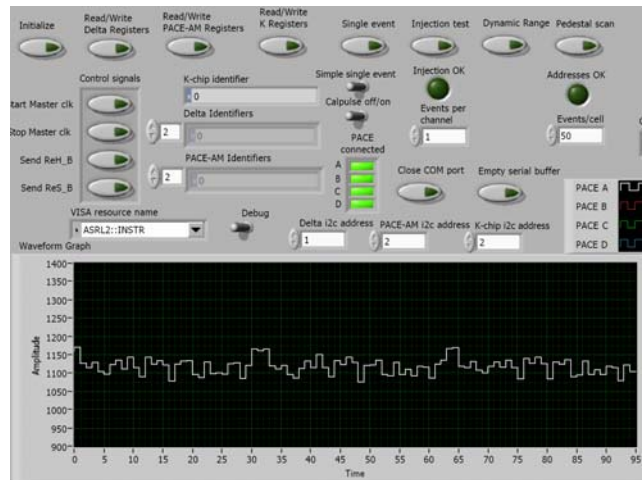 Initialize
Read/Write
Delta Registers
Read/Write
PACE-AM Registers
Read/Write
K Registers
Single event
Injection test
Dynamic Range
Pedestal scan
Control signals
tart Master clk
Stop Master clk
Send ReH_B
Send ReS_B
K-chip identifier
0
Delta Identifiers
2
0
PACE-AM Identifiers
2
0
Simple single event
Calpulse off/on
PACE
connected
A
B
C
D
Injection OK
Events per
channel
1
Addresses OK
Events/cell
50
Close COM port
Empty serial buffer
PACE A
PACE B
PACE C
PACE D
VISA resource name
ASRL2::INSTR
Debug
Delta i2c address
1
PACE-AM i2c address
2
K-chip i2c address
2
Waveform Graph
Amplitude
1400
1350
1300
1250
1200
1150
1100
1050
1000
950
900
0 5 10 15 20 25 30 35 40 45 50 55 60 65 70 75 80 85 90 95
Time